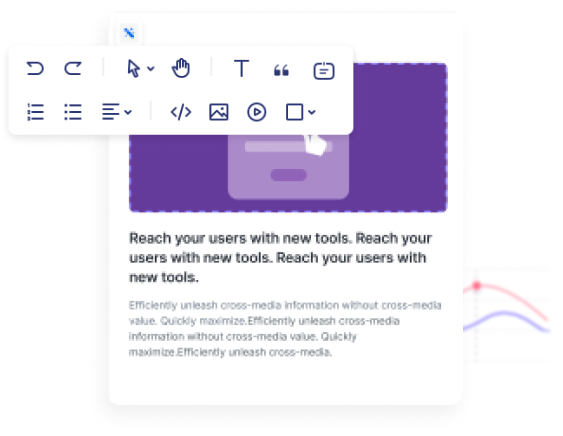 Reach your users with new tools. Reach your
users with new tools. Reach your users with
new tools.
Efficiently unleash cross-media information without cross-media
value. Quickly maximize.Efficiently unleash cross-media
information without cross-media value. Quickly
maximize.Efficiently unleash cross-media.